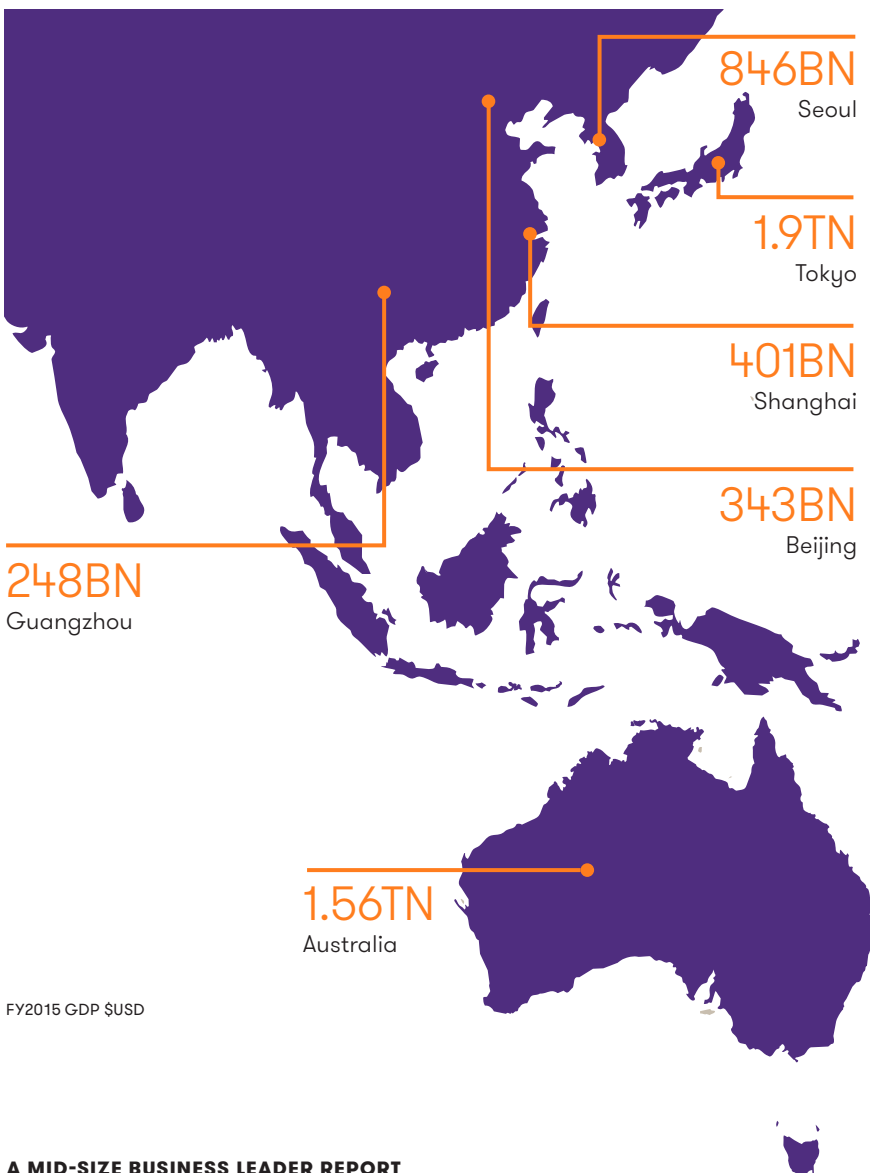 846BN
Seoul
1.9TN
Tokyo
401BN
Shanghai
343BN
Beijing
248BN
Guangzhou
1.56TN
Australia
FY2015 GDP $USD
A MID-SIZE BUSINESS LEADER REPORT